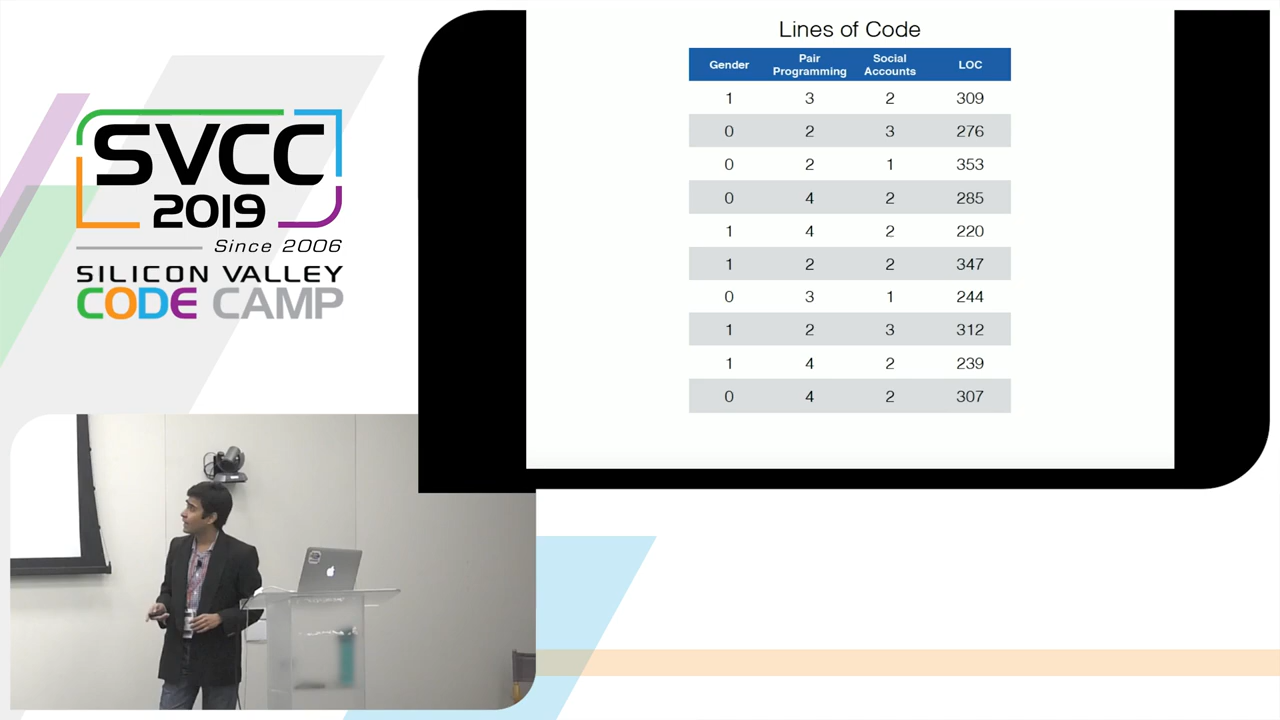 SVCC
2019
Since 2006
SILICON VALLEY
CODE CAMP
Lines of Code
Gender Pair Programming Social Accounts LOC
1 3 2 309
0 2 3 276
0 2 1 353
0 4 2 285
1 4 2 220
1 2 2 347
0 3 1 244
1 2 3 312
1 4 2 239
0 4 2 307